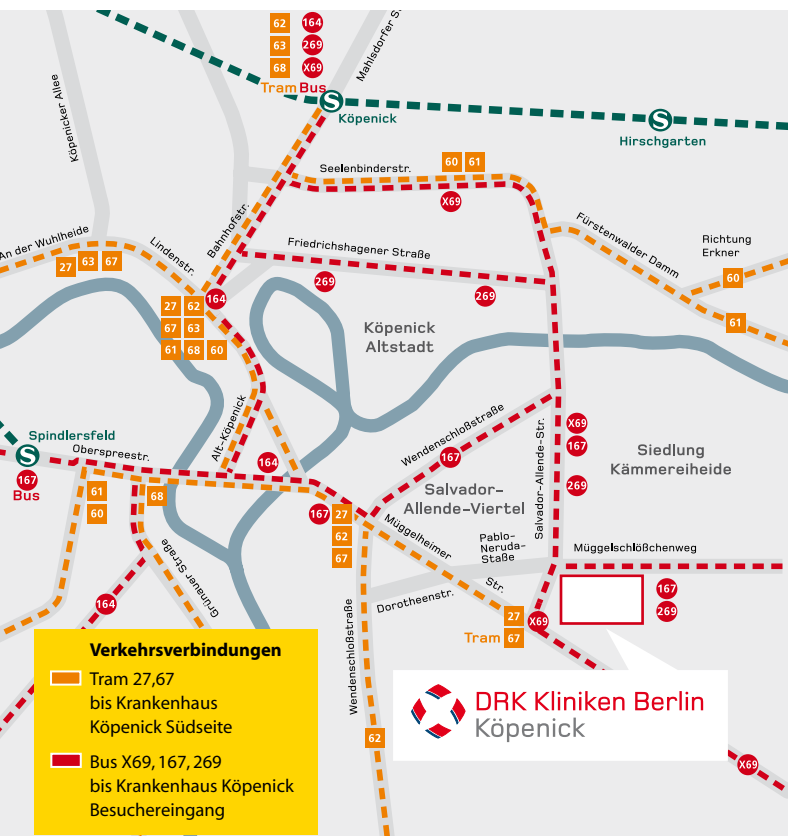 62 164
63 269
68 X69
Tram Bus
Mahlsdorfer S
S
Köpenick
S
Hirschgarten
Köpenicker Allee
Seelenbinderstr.
60 61
X69
An der Wuhlheide
27 63 67
Lindenstr.
Bahnhofstr.
Friedrichshagener Straße
269
269
Fürstenwalder Damm
Richtung
Erkner
60
61
164
27 62
67 63
61 68 60
Köpenick
Altstadt
Alt-Köpenick
164
Spindlersfeld
S
Oberspreestr.
167
Bus
61
60
68
Wendenschloßstraße
167
Salvador-Allende-Str.
X69
167
269
Siedlung
Kämmereiheide
Salvador-
Allende-Viertel
167 27
62
67
Müggelheimer
Str.
Pablo-
Neruda-
Staße
Müggelschlößchenweg
Dorotheenstr.
167
269
27
67
Tram
X69
Grünauer Straße
164
Wendenschloßstraße
62
X69
DRK Kliniken Berlin
Köpenick
Verkehrsverbindungen
Tram 27,67
bis Krankenhaus
Köpenick Südseite
Bus X69, 167, 269
bis Krankenhaus Köpenick
Besuchereingang